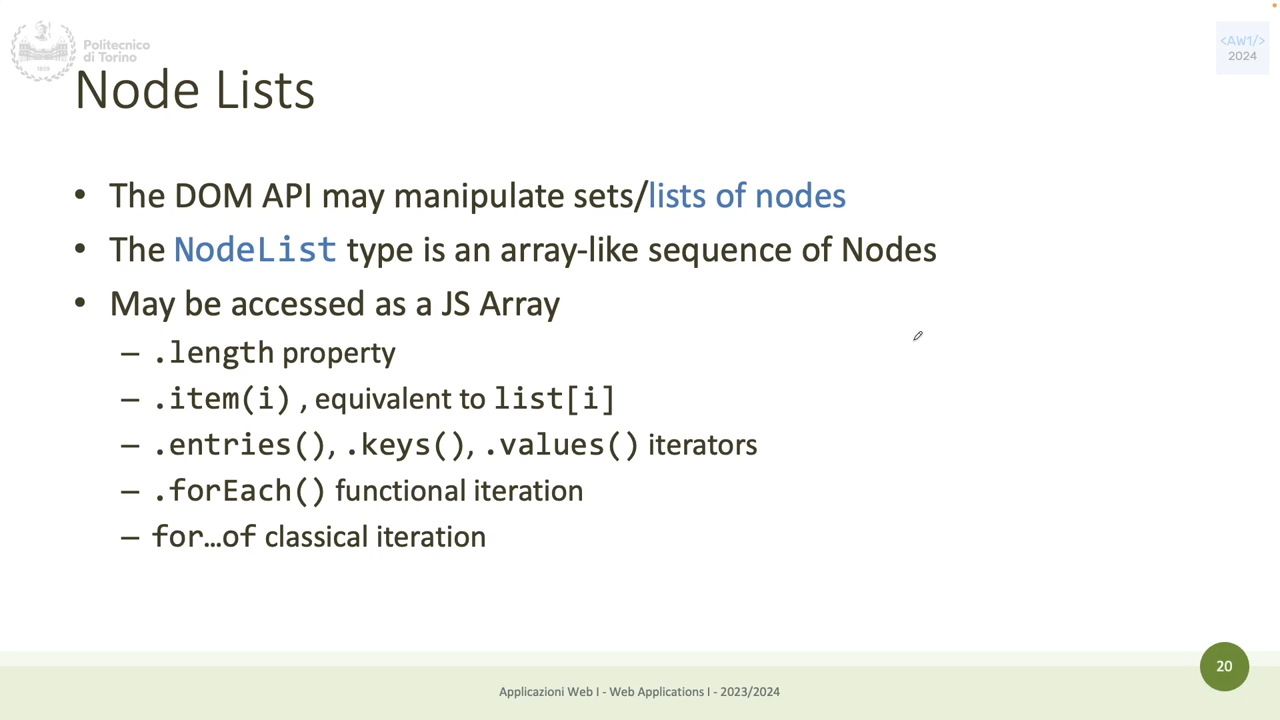 Politecnico
di Torino
1859
<AW1/>
2024
Node Lists
• The DOM API may manipulate sets/lists of nodes
• The NodeList type is an array-like sequence of Nodes
• May be accessed as a JS Array
– .length property
– .item(i) , equivalent to list[i]
– .entries(), .keys(), .values() iterators
– .forEach() functional iteration
– for…of classical iteration
20
Applicazioni Web I - Web Applications I - 2023/2024